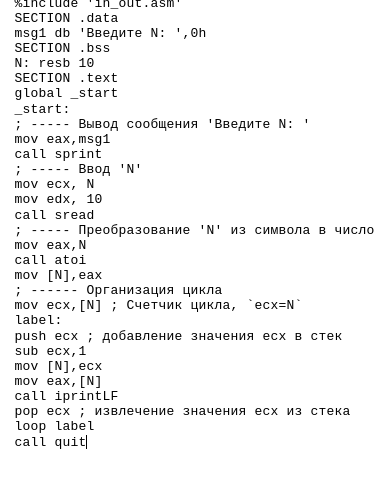 %include 'in_out.asm'
SECTION .data
msg1 db 'Введите N: ',0h
SECTION .bss
N: resb 10
SECTION .text
global _start
_start:
; ----- Вывод сообщения 'Введите N: '
mov eax,msg1
call sprint
; ----- Ввод 'N'
mov ecx, N
mov edx, 10
call sread
; ----- Преобразование 'N' из символа в число
mov eax,N
call atoi
mov [N],eax
; ------ Организация цикла
mov ecx,[N] ; Счетчик цикла, `ecx=N`
label:
push ecx ; добавление значения ecx в стек
sub ecx,1
mov [N],ecx
mov eax,[N]
call iprintLF
pop ecx ; извлечение значения ecx из стека
loop label
call quit